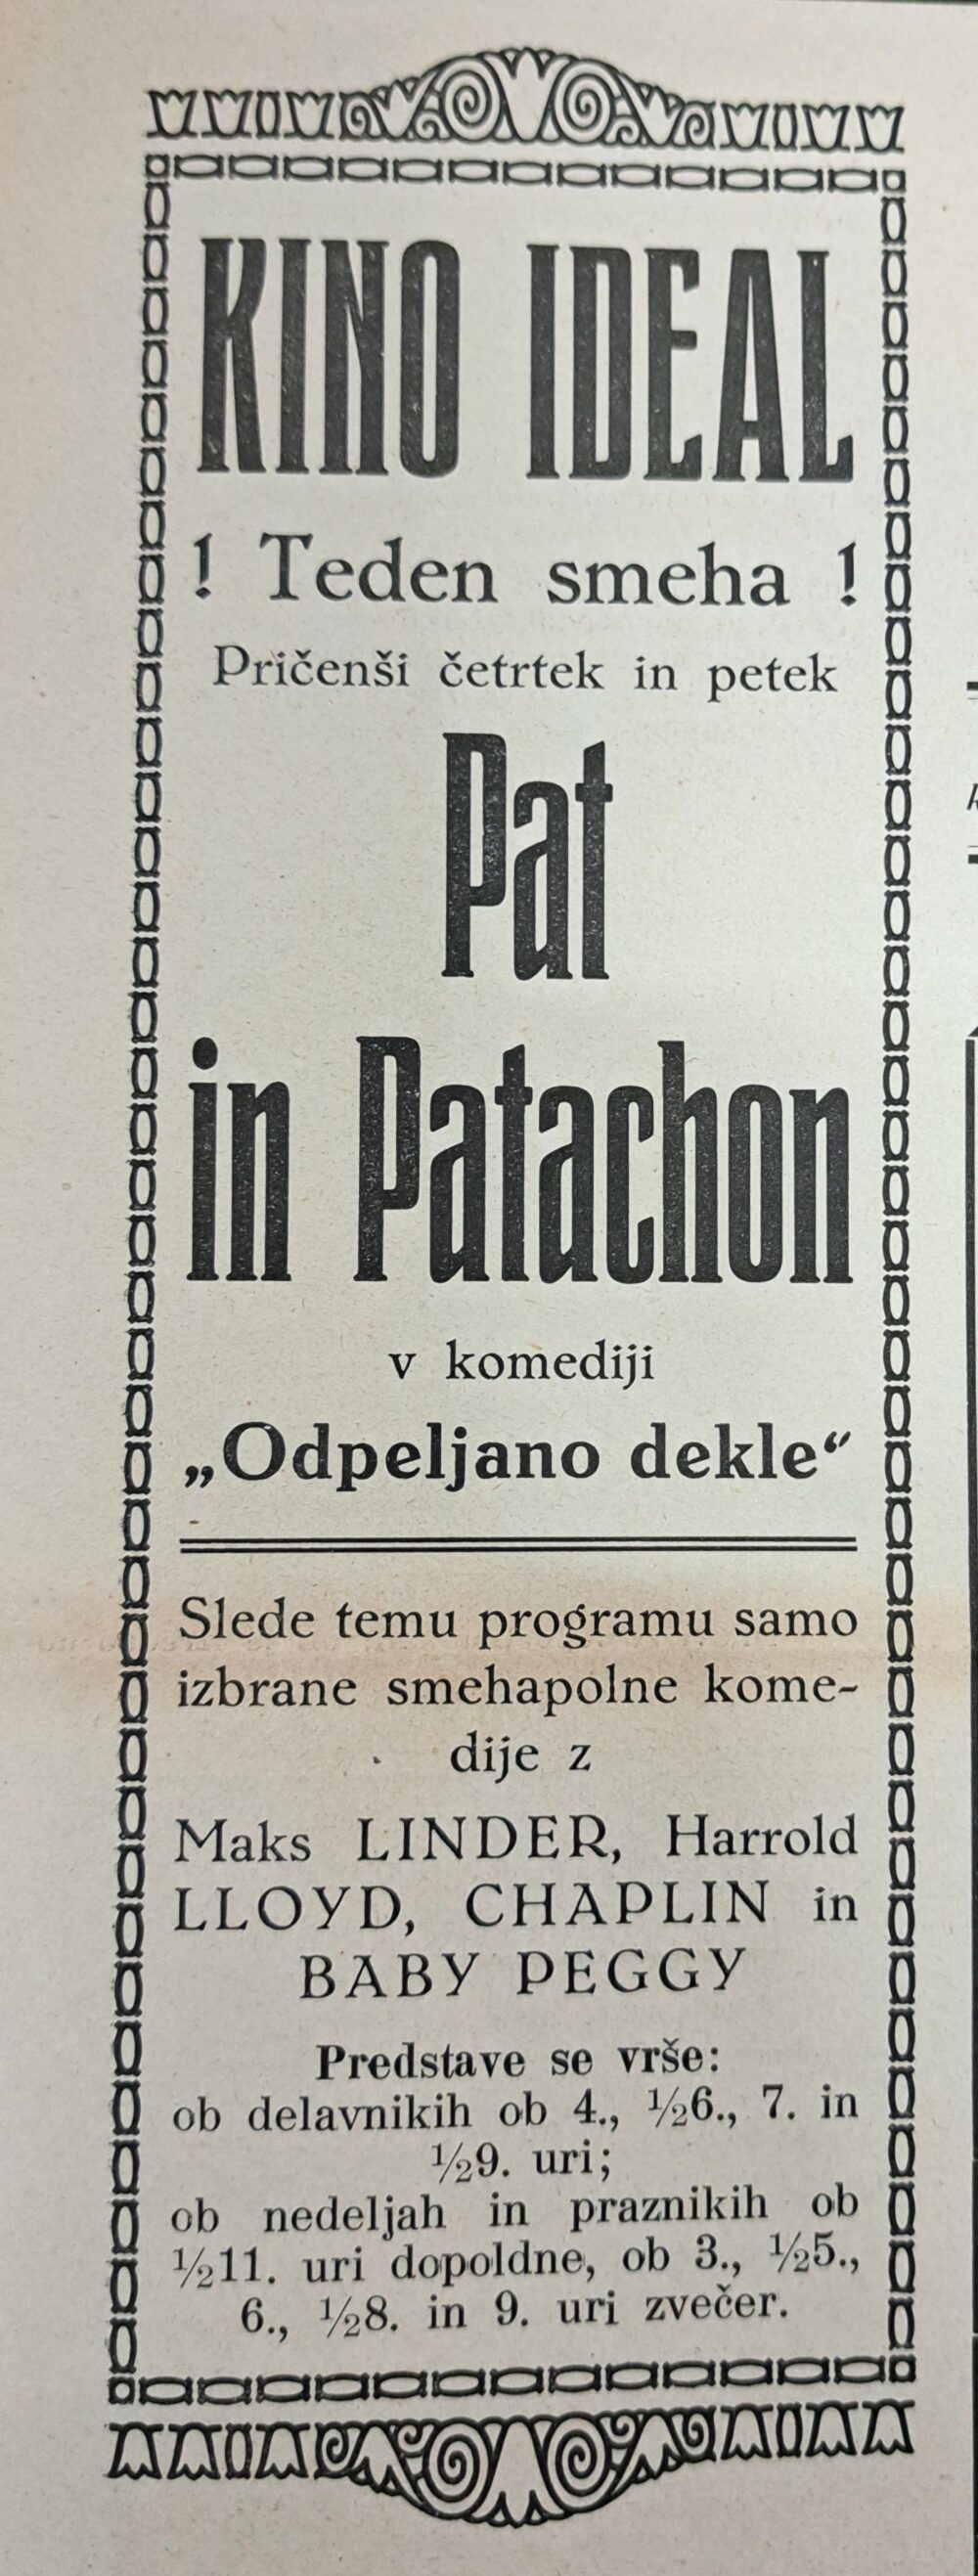 KINO IDEAL
! Teden smeha !
Pričenši četrtek in petek
Pat
in Patachon
v komediji
„Odpeljano dekle“
Slede temu programu samo
izbrane smehapolne kome-
dije z
Maks LINDER, Harrold
LLOYD, CHAPLIN in
BABY PEGGY
Predstave se vrše:
ob delavnikih ob 4., ½6., 7. in
½9. uri;
ob nedeljah in praznikih ob
½11. uri dopoldne, ob 3., ½5.,
6., ½8. in 9. uri zvečer.